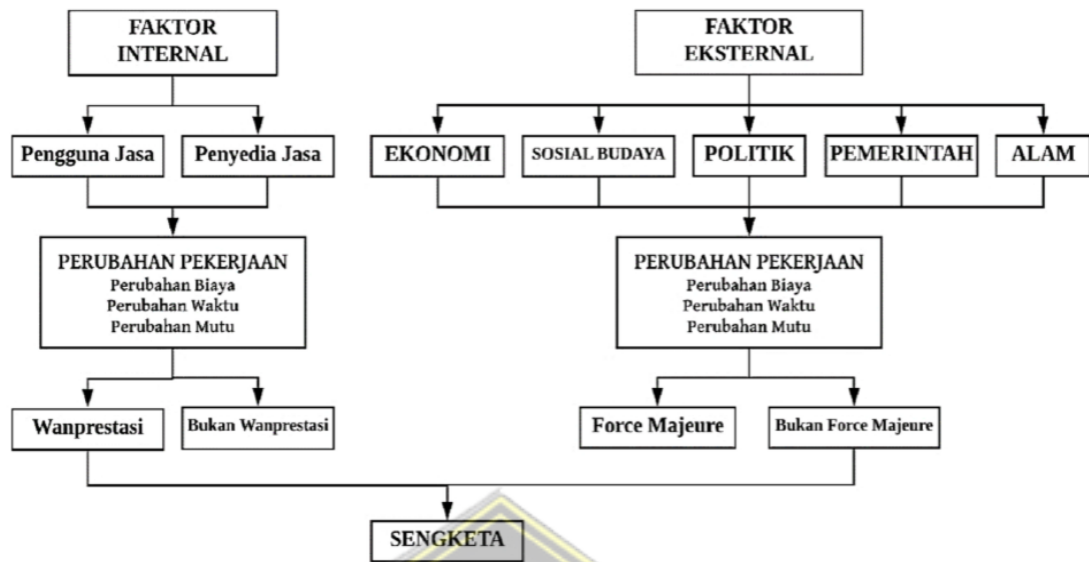 FAKTOR
INTERNAL
FAKTOR
EKSTERNAL
Pengguna Jasa
Penyedia Jasa
EKONOMI
SOSIAL BUDAYA
POLITIK
PEMERINTAH
ALAM
PERUBAHAN PEKERJAAN
Perubahan Biaya
Perubahan Waktu
Perubahan Mutu
PERUBAHAN PEKERJAAN
Perubahan Biaya
Perubahan Waktu
Perubahan Mutu
Wanprestasi
Bukan Wanprestasi
Force Majeure
Bukan Force Majeure
SENGKETA